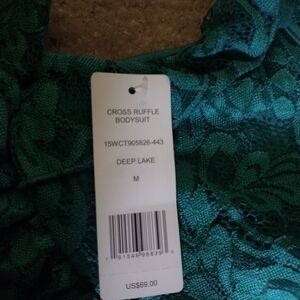 CROSS RUFFLE
BODYSUIT
15WCT905826-443
DEEP LAKE
M
US$69.00